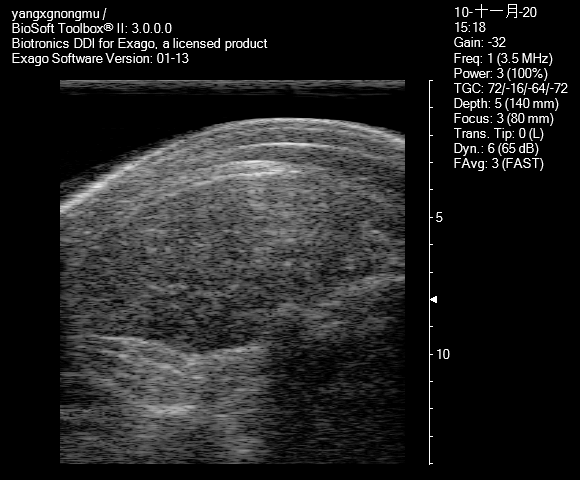 yangxgnongmu /
BioSoft Toolbox® II: 3.0.0.0
Biotronics DDI for Exago, a licensed product
Exago Software Version: 01-13
10-十一月-20
15:18
Gain: -32
Freq: 1 (3.5 MHz)
Power: 3 (100%)
TGC: 72/-16/-64/-72
Depth: 5 (140 mm)
Focus: 3 (80 mm)
Trans. Tip: 0 (L)
Dyn.: 6 (65 dB)
FAvg: 3 (FAST)
5
10